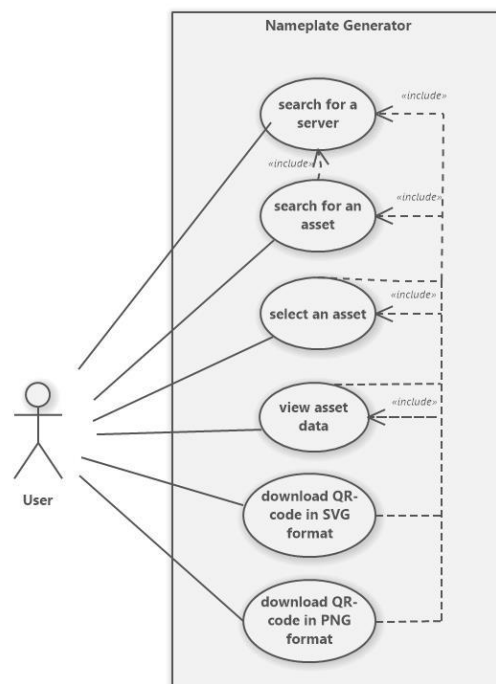 Nameplate Generator
«include»
search for a
server
«include»
«include»
search for an
asset
«include»
select an asset
«include»
view asset
data
User
download QR-
code in SVG
format
download QR-
code in PNG
format